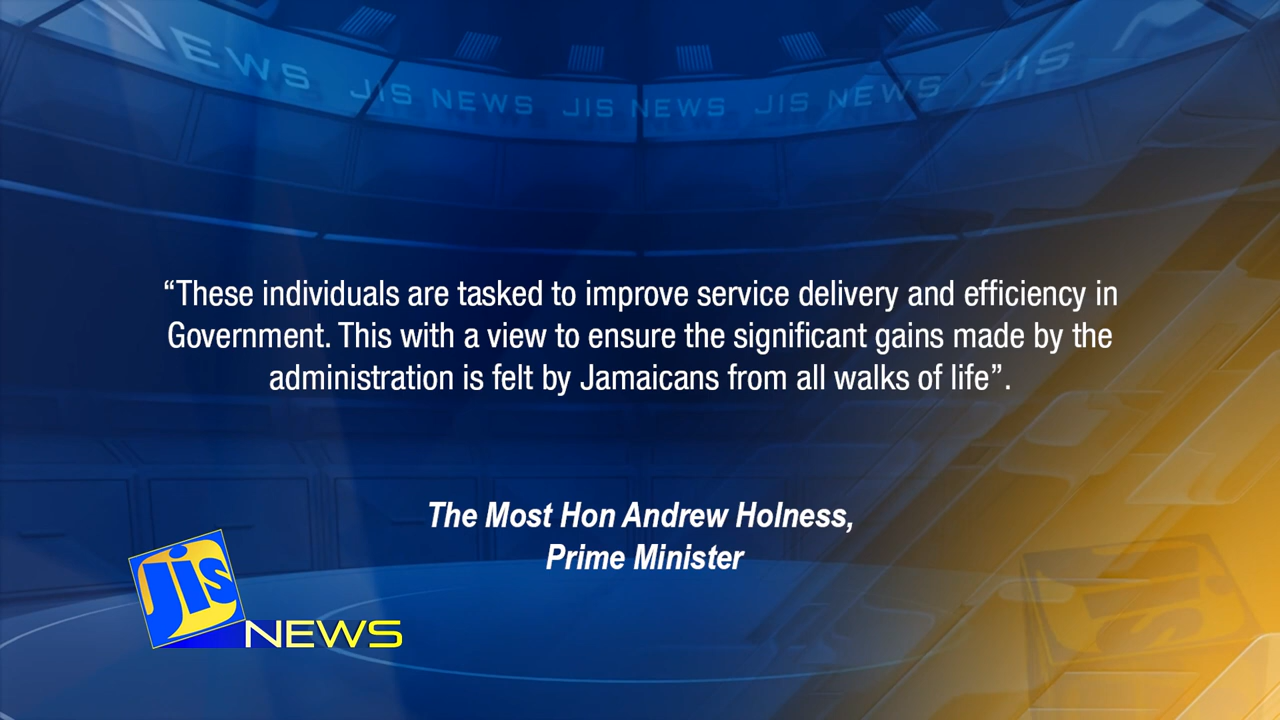 NEWS JIS NEWS JIS NEWS JIS NEWS JIS
“These individuals are tasked to improve service delivery and efficiency in
Government. This with a view to ensure the significant gains made by the
administration is felt by Jamaicans from all walks of life”.
The Most Hon Andrew Holness,
Prime Minister
jis
NEWS
jis